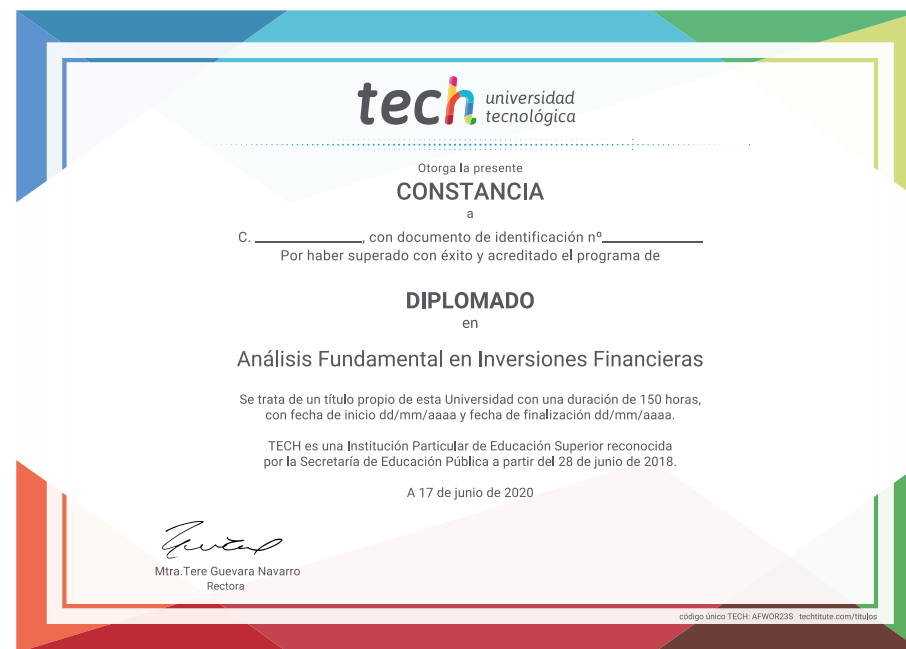 tech universidad
tecnológica
Otorga la presente
CONSTANCIA
a
C. ____________, con documento de identificación nº____________
Por haber superado con éxito y acreditado el programa de
DIPLOMADO
en
Análisis Fundamental en Inversiones Financieras
Se trata de un título propio de esta Universidad con una duración de 150 horas,
con fecha de inicio dd/mm/aaaa y fecha de finalización dd/mm/aaaa.
TECH es una Institución Particular de Educación Superior reconocida
por la Secretaría de Educación Pública a partir del 28 de junio de 2018.
A 17 de junio de 2020
Mtra.Tere Guevara Navarro
Rectora
código único TECH: AFWOR23S techtitute.com/titulos